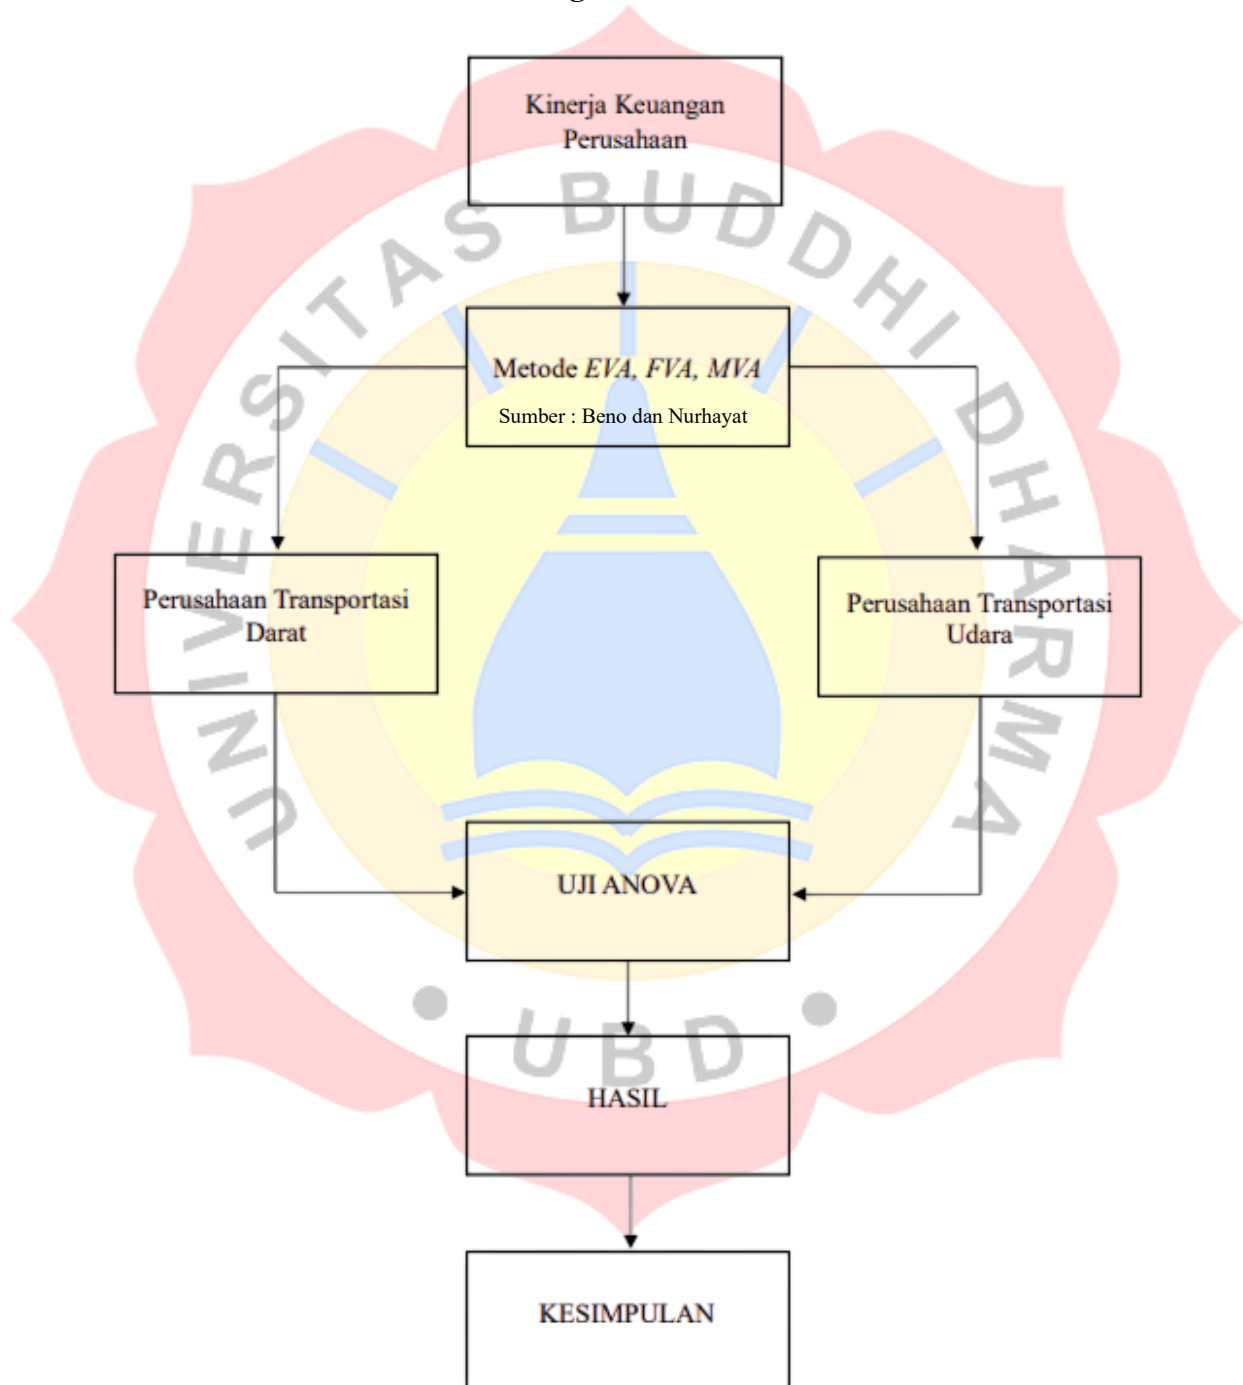 Kinerja Keuangan
Perusahaan
Metode EVA, FVA, MVA
Sumber : Beno dan Nurhayat
Perusahaan Transportasi
Darat
Perusahaan Transportasi
Udara
UJI ANOVA
HASIL
KESIMPULAN
UNIVERSITAS BUDDHI DHARMA
• UBD •